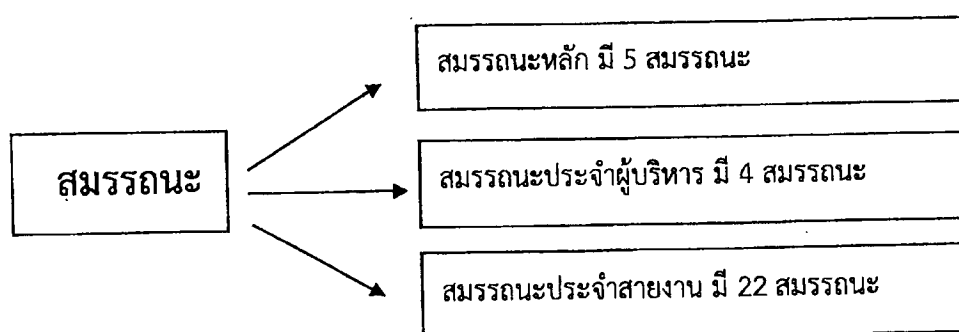 สมรรถนะหลัก มี 5 สมรรถนะ
สมรรถนะ
สมรรถนะประจำผู้บริหาร มี 4 สมรรถนะ
สมรรถนะประจำสายงาน มี 22 สมรรถนะ